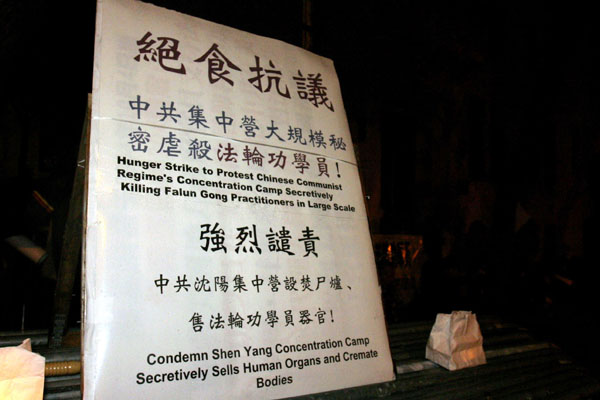 絕食抗議
中共集中營大規模秘
密虐殺法輪功學員!
Hunger Strike to Protest Chinese Communist
Regime's Concentration Camp Secretively
Killing Falun Gong Practitioners in Large Scale
強烈譴責
中共沈陽集中營設焚尸爐、
售法輪功學員器官!
Condemn Shen Yang Concentration Camp
Secretively Sells Human Organs and Cremate
Bodies